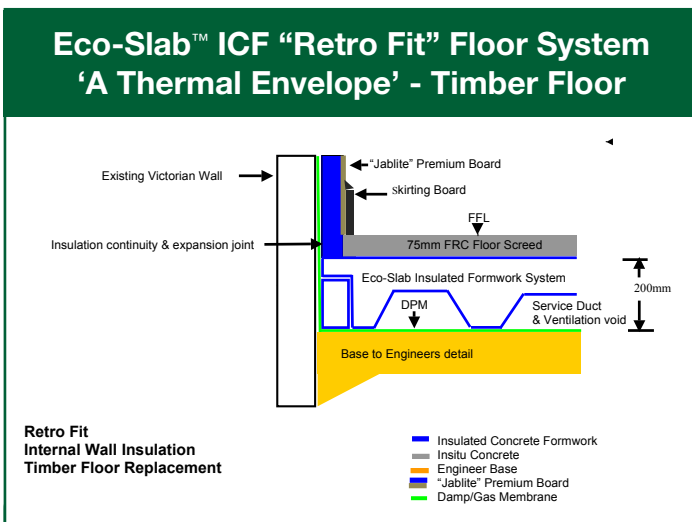 Eco-Slab™ ICF “Retro Fit” Floor System
‘A Thermal Envelope’ - Timber Floor
“Jablite” Premium Board
Existing Victorian Wall
skirting Board
FFL
Insulation continuity & expansion joint
75mm FRC Floor Screed
Eco-Slab Insulated Formwork System
200mm
DPM
Service Duct
& Ventilation void
Base to Engineers detail
Retro Fit
Internal Wall Insulation
Timber Floor Replacement
Insulated Concrete Formwork
Insitu Concrete
Engineer Base
“Jablite” Premium Board
Damp/Gas Membrane